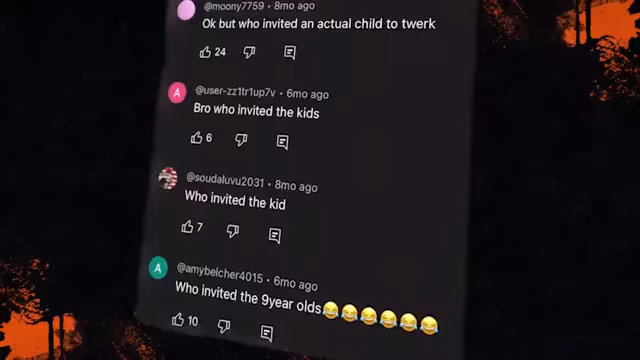 @moony7759 • 8mo ago
Ok but who invited an actual child to twerk
24
A
@user-zz1tr1up7v • 6mo ago
Bro who invited the kids
6
@soudaluvu2031 • 8mo ago
Who invited the kid
7
A
@amybelcher4015 • 6mo ago
Who invited the 9year olds😂😂😂😂😂😂
10